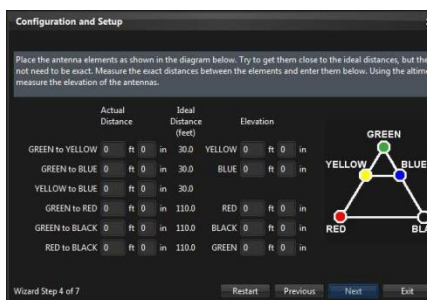 Configuration and Setup
Place the antenna elements as shown in the diagram below. Try to get them close to the ideal distances, but the
not need to be exact. Measure the exact distances between the elements and enter them below. Using the altim
measure the elevation of the antennas.
Actual Distance Ideal Distance (feet) Elevation
GREEN to YELLOW 0 ft 0 in 30.0 YELLOW 0 ft 0 in
GREEN to BLUE 0 ft 0 in 30.0 BLUE 0 ft 0 in
YELLOW to BLUE 0 ft 0 in 30.0
GREEN to RED 0 ft 0 in 110.0 RED 0 ft 0 in
GREEN to BLACK 0 ft 0 in 110.0 BLACK 0 ft 0 in
RED to BLACK 0 ft 0 in 110.0 GREEN 0 ft 0 in
GREEN
YELLOW BLUE
RED BLA
Wizard Step 4 of 7 Restart Previous Next Exit